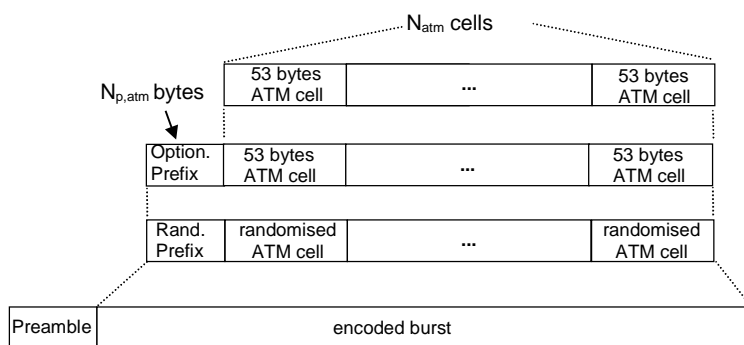 N_atm cells
53 bytes ATM cell
...
53 bytes ATM cell
N_p,atm bytes
Option. Prefix
53 bytes ATM cell
...
53 bytes ATM cell
Rand. Prefix
randomised ATM cell
...
randomised ATM cell
Preamble
encoded burst